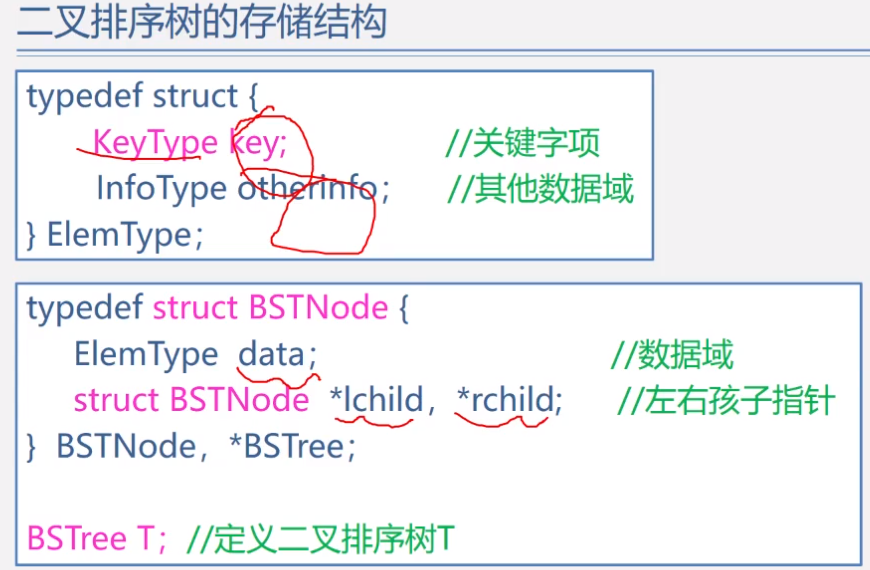 二叉排序树的存储结构
typedef struct {
KeyType key; //关键字项
InfoType otherinfo; //其他数据域
} ElemType;
typedef struct BSTNode {
ElemType data; //数据域
struct BSTNode *lchild，*rchild; //左右孩子指针
} BSTNode，*BSTree;
BSTree T; //定义二叉排序树T